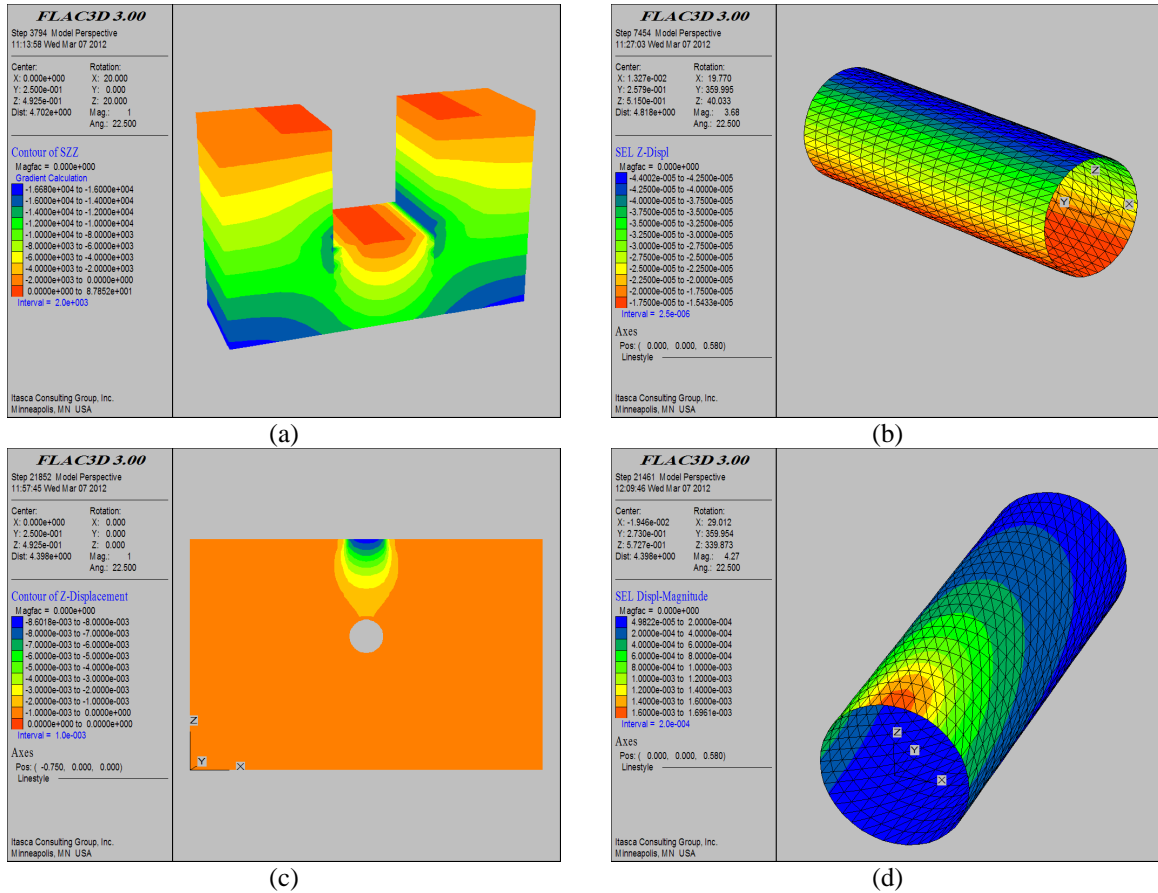 FLAC3D 3.00
Step 3794 Model Perspective
11:13:58 Wed Mar 07 2012
Center: Rotation:
X: 0.000e+000 X: 20.000
Y: 2.500e-001 Y: 0.000
Z: 4.925e-001 Z: 20.000
Dist: 4.702e+000 Mag.: 1
Ang.: 22.500
Contour of SZZ
Magfac = 0.000e+000
Gradient Calculation
-1.6680e+004 to -1.6000e+004
-1.6000e+004 to -1.4000e+004
-1.4000e+004 to -1.2000e+004
-1.2000e+004 to -1.0000e+004
-1.0000e+004 to -8.0000e+003
-8.0000e+003 to -6.0000e+003
-6.0000e+003 to -4.0000e+003
-4.0000e+003 to -2.0000e+003
-2.0000e+003 to 0.0000e+000
0.0000e+000 to 8.7852e+001
Interval = 2.0e+003
Itasca Consulting Group, Inc.
Minneapolis, MN USA
(a)
FLAC3D 3.00
Step 7454 Model Perspective
11:27:03 Wed Mar 07 2012
Center: Rotation:
X: 1.327e-002 X: 19.770
Y: 2.579e-001 Y: 359.995
Z: 5.150e-001 Z: 40.033
Dist: 4.818e+000 Mag.: 3.68
Ang.: 22.500
SEL Z-Displ
Magfac = 0.000e+000
-4.4002e-005 to -4.2500e-005
-4.2500e-005 to -4.0000e-005
-4.0000e-005 to -3.7500e-005
-3.7500e-005 to -3.5000e-005
-3.5000e-005 to -3.2500e-005
-3.2500e-005 to -3.0000e-005
-3.0000e-005 to -2.7500e-005
-2.7500e-005 to -2.5000e-005
-2.5000e-005 to -2.2500e-005
-2.2500e-005 to -2.0000e-005
-2.0000e-005 to -1.7500e-005
-1.7500e-005 to -1.5433e-005
Interval = 2.5e-006
Axes
Pos: ( 0.000, 0.000, 0.580)
Linestyle
Itasca Consulting Group, Inc.
Minneapolis, MN USA
Z
Y
X
(b)
FLAC3D 3.00
Step 21852 Model Perspective
11:57:45 Wed Mar 07 2012
Center: Rotation:
X: 0.000e+000 X: 0.000
Y: 2.500e-001 Y: 0.000
Z: 4.925e-001 Z: 0.000
Dist: 4.398e+000 Mag.: 1
Ang.: 22.500
Contour of Z-Displacement
Magfac = 0.000e+000
-8.6018e-003 to -8.0000e-003
-8.0000e-003 to -7.0000e-003
-7.0000e-003 to -6.0000e-003
-6.0000e-003 to -5.0000e-003
-5.0000e-003 to -4.0000e-003
-4.0000e-003 to -3.0000e-003
-3.0000e-003 to -2.0000e-003
-2.0000e-003 to -1.0000e-003
-1.0000e-003 to 0.0000e+000
0.0000e+000 to 0.0000e+000
Interval = 1.0e-003
Axes
Pos: ( -0.750, 0.000, 0.000)
Linestyle
Itasca Consulting Group, Inc.
Minneapolis, MN USA
Z
Y
X
(c)
FLAC3D 3.00
Step 21461 Model Perspective
12:09:46 Wed Mar 07 2012
Center: Rotation:
X: -1.946e-002 X: 29.012
Y: 2.730e-001 Y: 359.954
Z: 5.727e-001 Z: 339.873
Dist: 4.398e+000 Mag.: 4.27
Ang.: 22.500
SEL Displ-Magnitude
Magfac = 0.000e+000
4.9822e-005 to 2.0000e-004
2.0000e-004 to 4.0000e-004
4.0000e-004 to 6.0000e-004
6.0000e-004 to 8.0000e-004
8.0000e-004 to 1.0000e-003
1.0000e-003 to 1.2000e-003
1.2000e-003 to 1.4000e-003
1.4000e-003 to 1.6000e-003
1.6000e-003 to 1.6961e-003
Interval = 2.0e-004
Axes
Pos: ( 0.000, 0.000, 0.580)
Linestyle
Itasca Consulting Group, Inc.
Minneapolis, MN USA
Z
Y
X
(d)